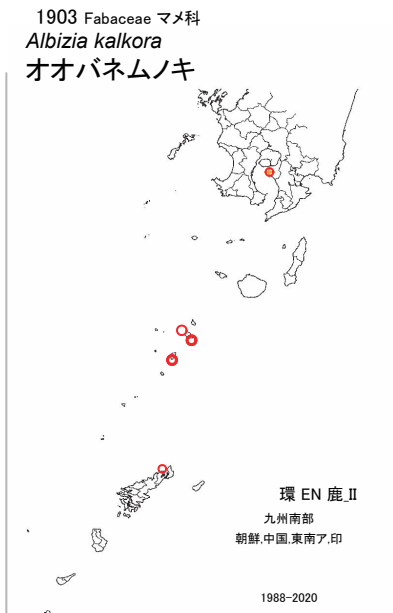 1903 Fabaceae マメ科
Albizia kalkora
オオバネムノキ
環 EN 鹿_II
九州南部
朝鮮,中国,東南ア,印
1988-2020